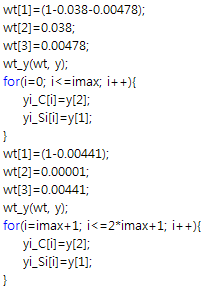 wt[1]=(1-0.038-0.00478);
wt[2]=0.038;
wt[3]=0.00478;
wt_y(wt, y);
for(i=0; i<=imax; i++){
yi_C[i]=y[2];
yi_Si[i]=y[1];
}
wt[1]=(1-0.00441);
wt[2]=0.00001;
wt[3]=0.00441;
wt_y(wt, y);
for(i=imax+1; i<=2*imax+1; i++){
yi_C[i]=y[2];
yi_Si[i]=y[1];
}